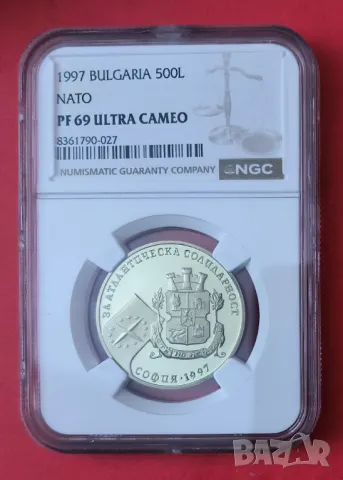 1997 BULGARIA 500L
NATO
PF 69 ULTRA CAMEO
8361790-027
NUMISMATIC GUARANTY COMPANY
NGC
ЗА АТЛАНТИЧЕСКА СОЛИДАРНОСТ
СОФИЯ · 1997
BAZAR